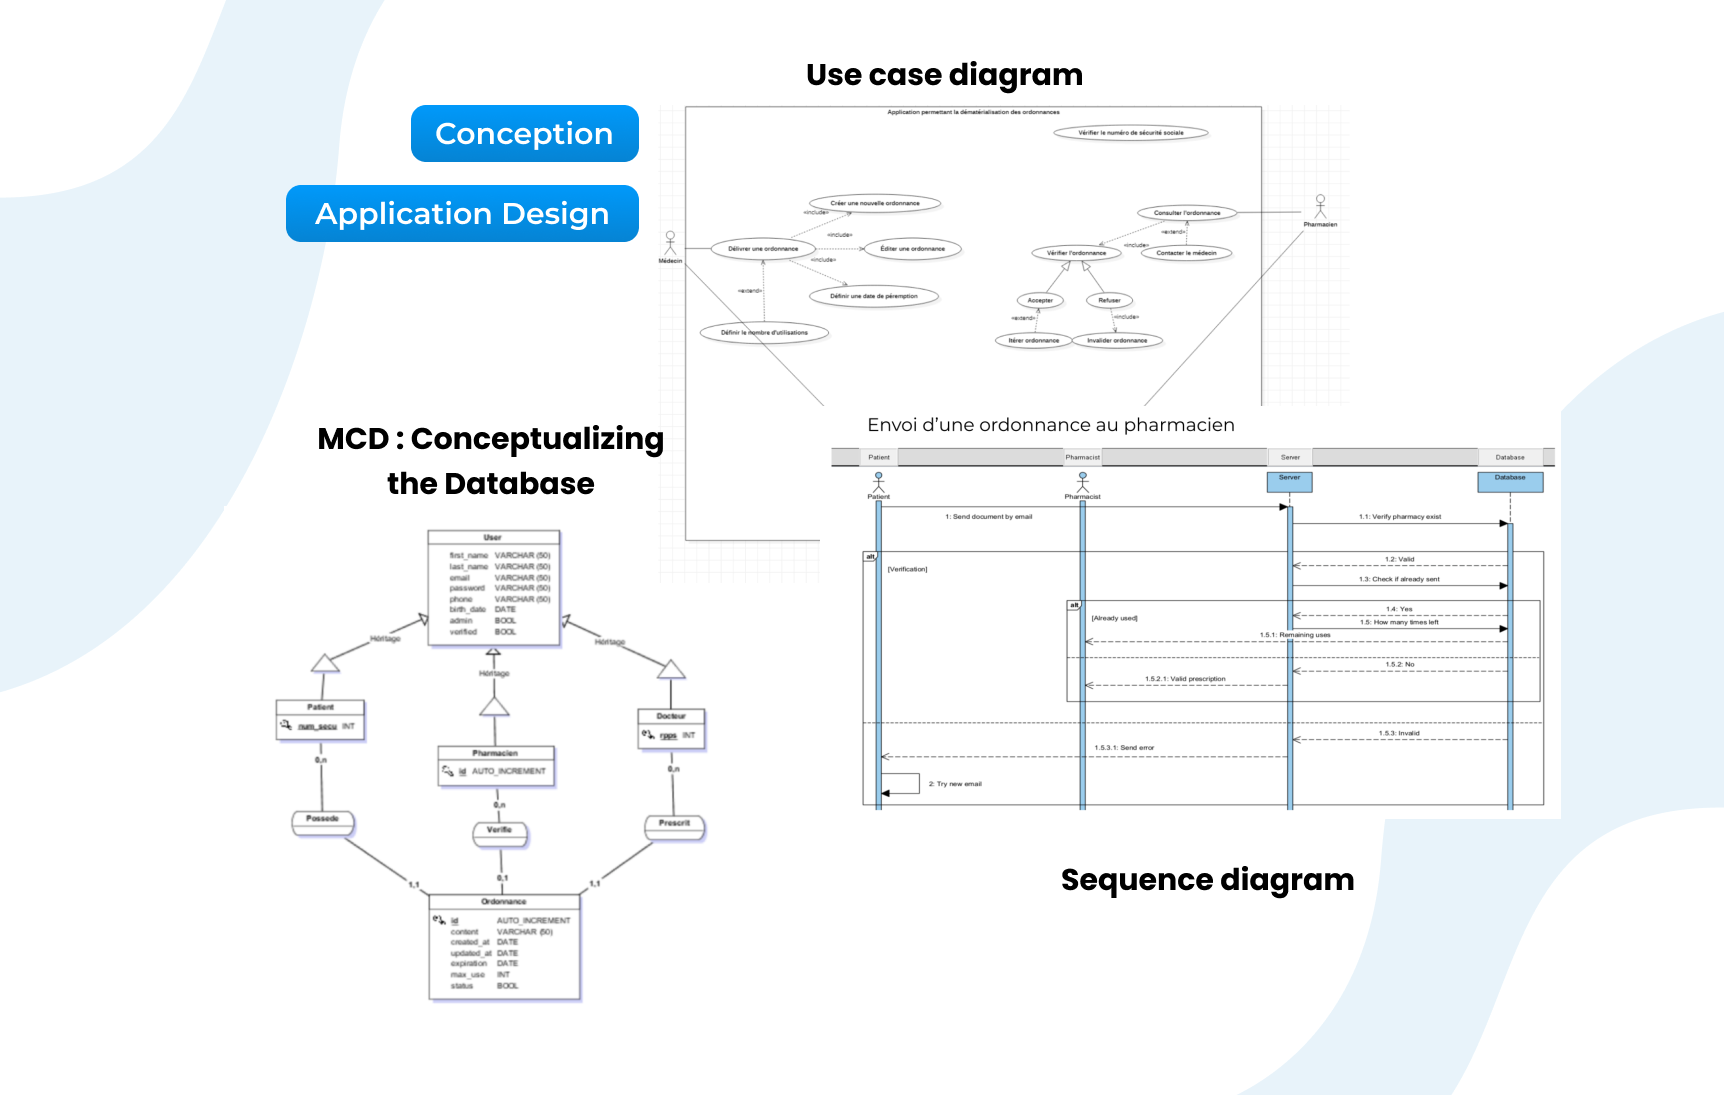 Use case diagram
Conception
Application Design
Application permettant la dématérialisation des ordonnances
Vérifier le numéro de sécurité sociale
Créer une nouvelle ordonnance
«include»
Délivrer une ordonnance
«include»
Éditer une ordonnance
«include»
Médecin
Définir une date de péremption
«extend»
Définir le nombre d'utilisations
Consulter l'ordonnance
Pharmacien
«extend»
«include»
Vérifier l'ordonnance
Contacter le médecin
Accepter
Refuser
«extend»
«include»
Itérer ordonnance
Invalider ordonnance
MCD : Conceptualizing
the Database
User
first_name VARCHAR (50)
last_name VARCHAR (50)
email VARCHAR (50)
password VARCHAR (50)
phone VARCHAR (50)
birth_date DATE
admin BOOL
verified BOOL
Héritage
Héritage
Héritage
Patient
num_secu INT
Pharmacien
id AUTO_INCREMENT
Docteur
rpps INT
0,n
0,n
0,n
Possede
Verifie
Prescrit
1,1
0,1
1,1
Ordonnance
id AUTO_INCREMENT
content VARCHAR (50)
created_at DATE
updated_at DATE
expiration DATE
max_use INT
status BOOL
Envoi d'une ordonnance au pharmacien
Patient Pharmacist Server Database
Patient Pharmacist Server Database
1: Send document by email
1.1: Verify pharmacy exist
alt
[Verification]
1.2: Valid
1.3: Check if already sent
alt
[Already used]
1.4: Yes
1.5: How many times left
1.5.1: Remaining uses
1.5.2: No
1.5.2.1: Valid prescription
1.5.3: Invalid
1.5.3.1: Send error
2: Try new email
Sequence diagram